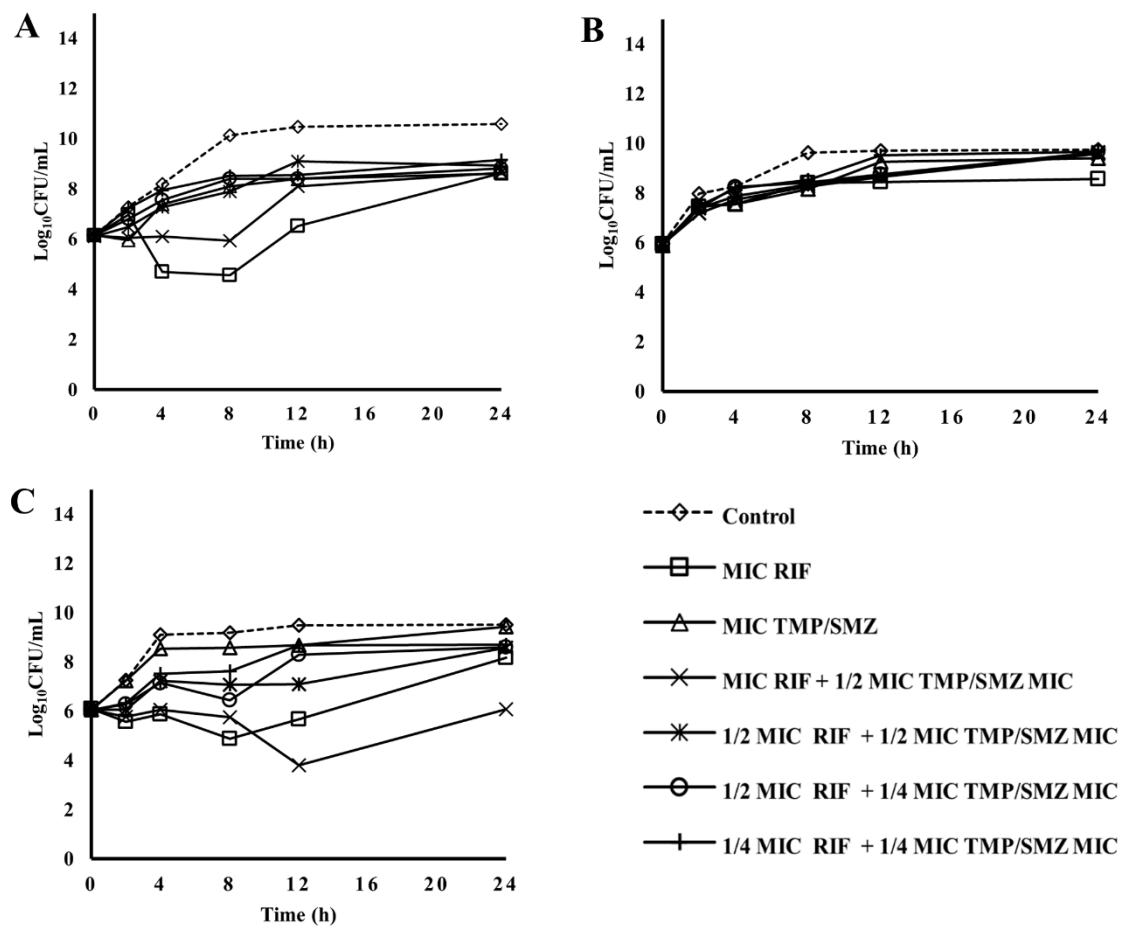 A
14
12
10
8
6
4
2
0
Log10CFU/mL
0 4 8 12 16 20 24
Time (h)
B
14
12
10
8
6
4
2
0
Log10CFU/mL
0 4 8 12 16 20 24
Time (h)
C
14
12
10
8
6
4
2
0
Log10CFU/mL
0 4 8 12 16 20 24
Time (h)
Control
MIC RIF
MIC TMP/SMZ
MIC RIF + 1/2 MIC TMP/SMZ MIC
1/2 MIC RIF + 1/2 MIC TMP/SMZ MIC
1/2 MIC RIF + 1/4 MIC TMP/SMZ MIC
1/4 MIC RIF + 1/4 MIC TMP/SMZ MIC